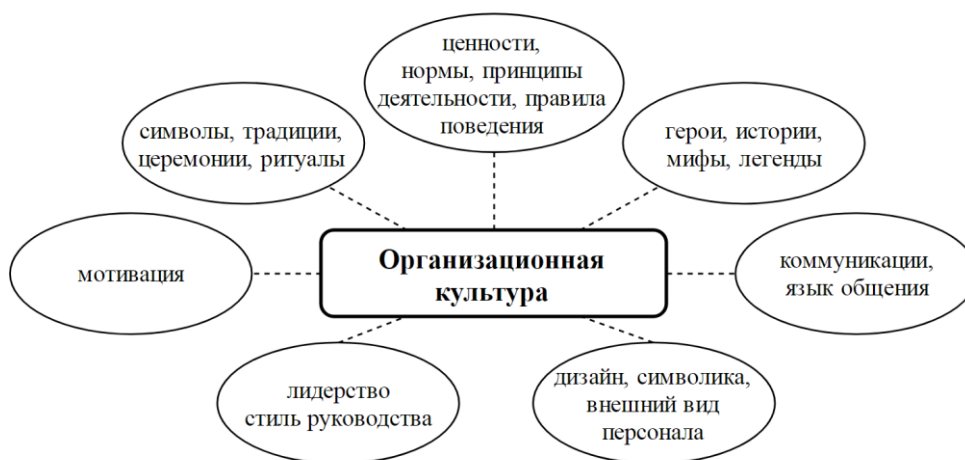 ценности,
нормы, принципы
деятельности, правила
поведения
символы, традиции,
церемонии, ритуалы
герои, истории,
мифы, легенды
мотивация
Организационная
культура
коммуникации,
язык общения
лидерство
стиль руководства
дизайн, символика,
внешний вид
персонала